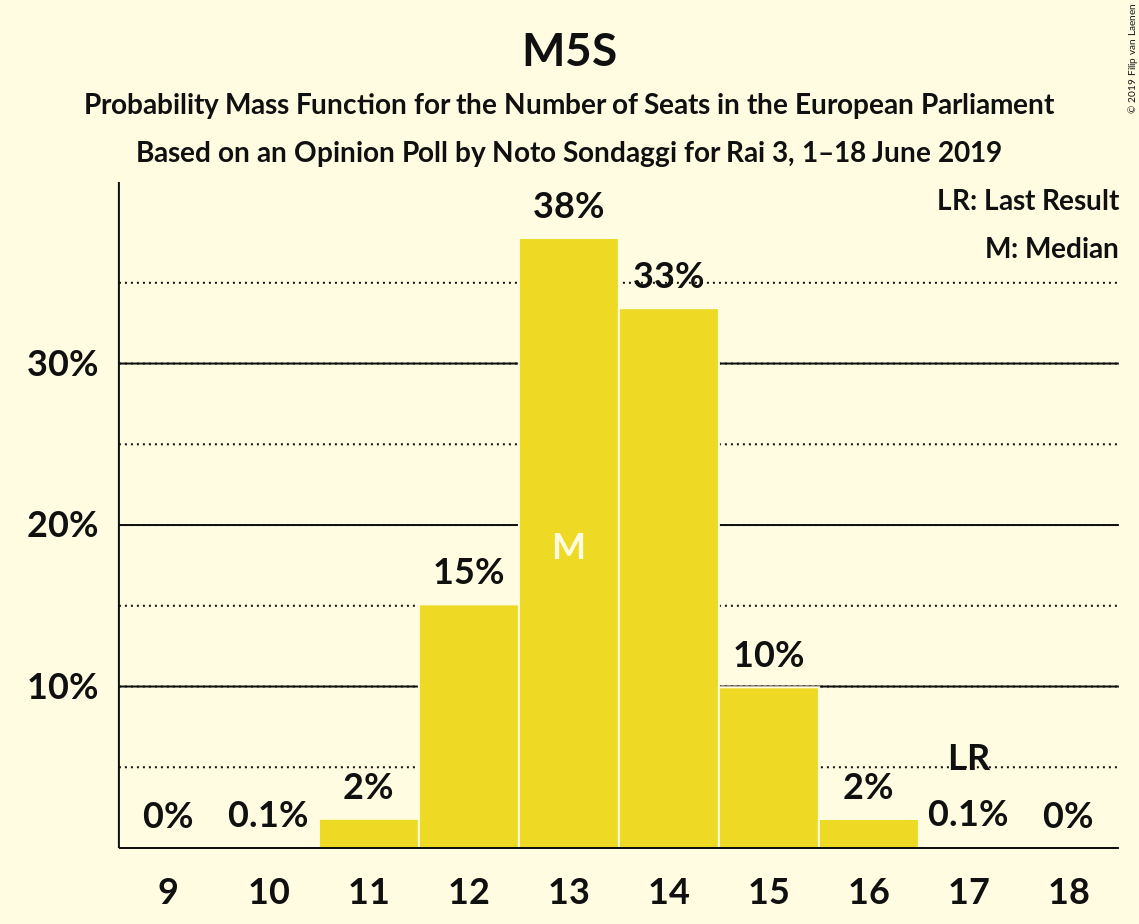 M5S
Probability Mass Function for the Number of Seats in the European Parliament
Based on an Opinion Poll by Noto Sondaggi for Rai 3, 1–18 June 2019
© 2019 Filip van Laenen
LR: Last Result
M: Median
38%
33%
30%
M
20%
15%
10%
10%
LR
2%
2%
0%
0.1%
0.1%
0%
9 10 11 12 13 14 15 16 17 18